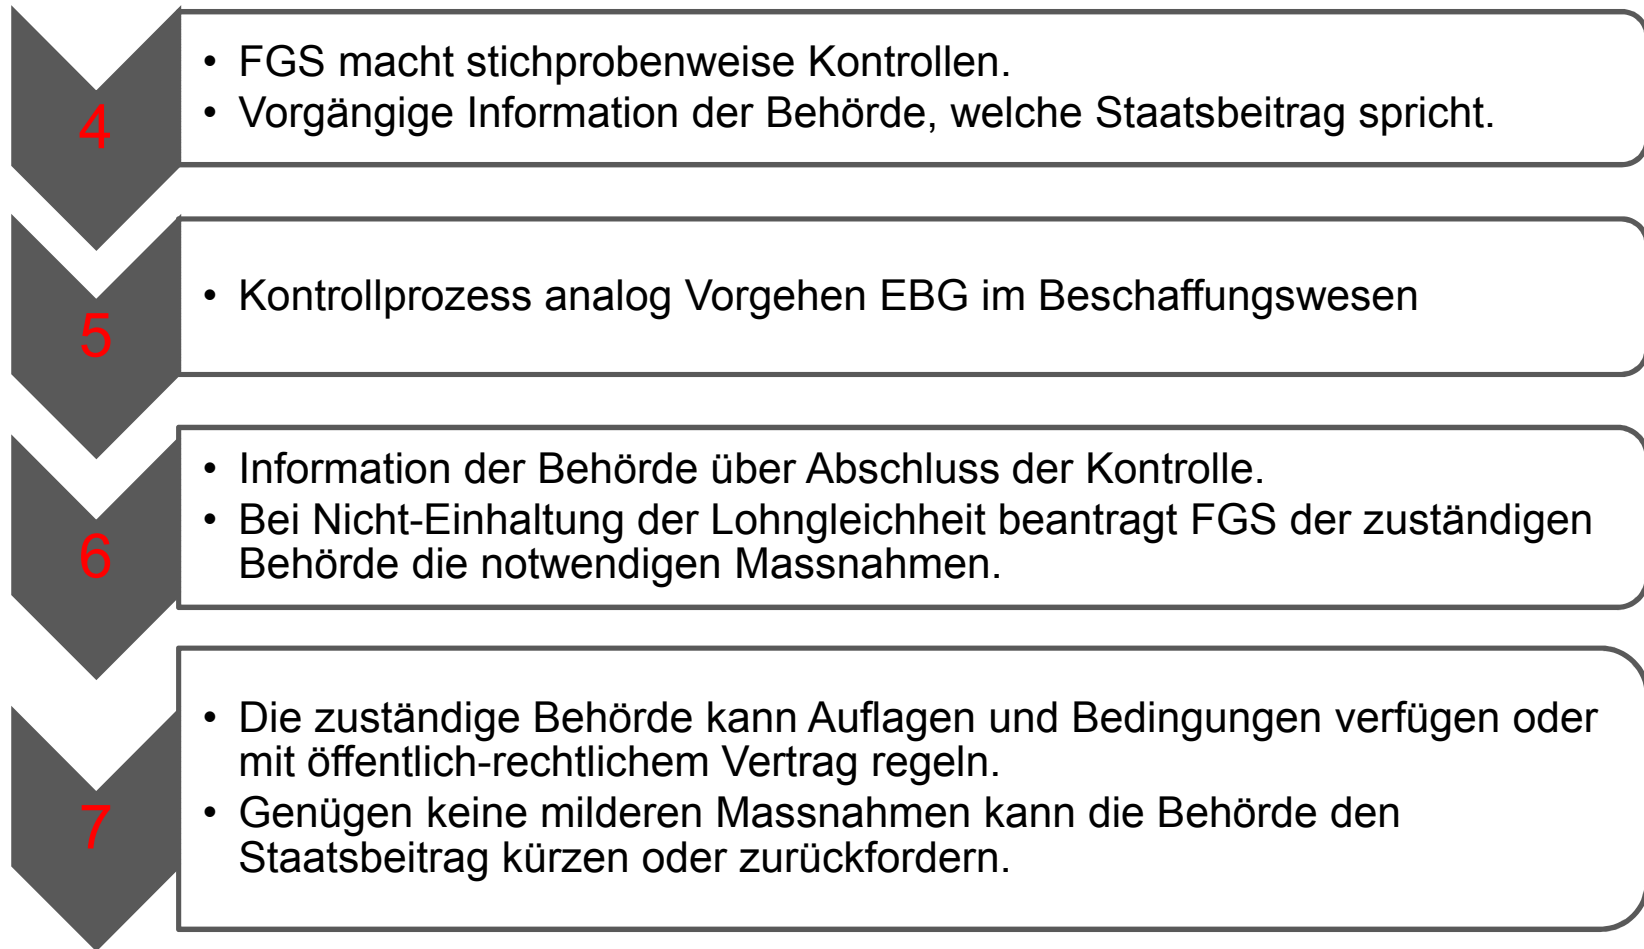 4
• FGS macht stichprobenweise Kontrollen.
• Vorgängige Information der Behörde, welche Staatsbeitrag spricht.
5
• Kontrollprozess analog Vorgehen EBG im Beschaffungswesen
6
• Information der Behörde über Abschluss der Kontrolle.
• Bei Nicht-Einhaltung der Lohngleichheit beantragt FGS der zuständigen
Behörde die notwendigen Massnahmen.
7
• Die zuständige Behörde kann Auflagen und Bedingungen verfügen oder
mit öffentlich-rechtlichem Vertrag regeln.
• Genügen keine milderen Massnahmen kann die Behörde den
Staatsbeitrag kürzen oder zurückfordern.